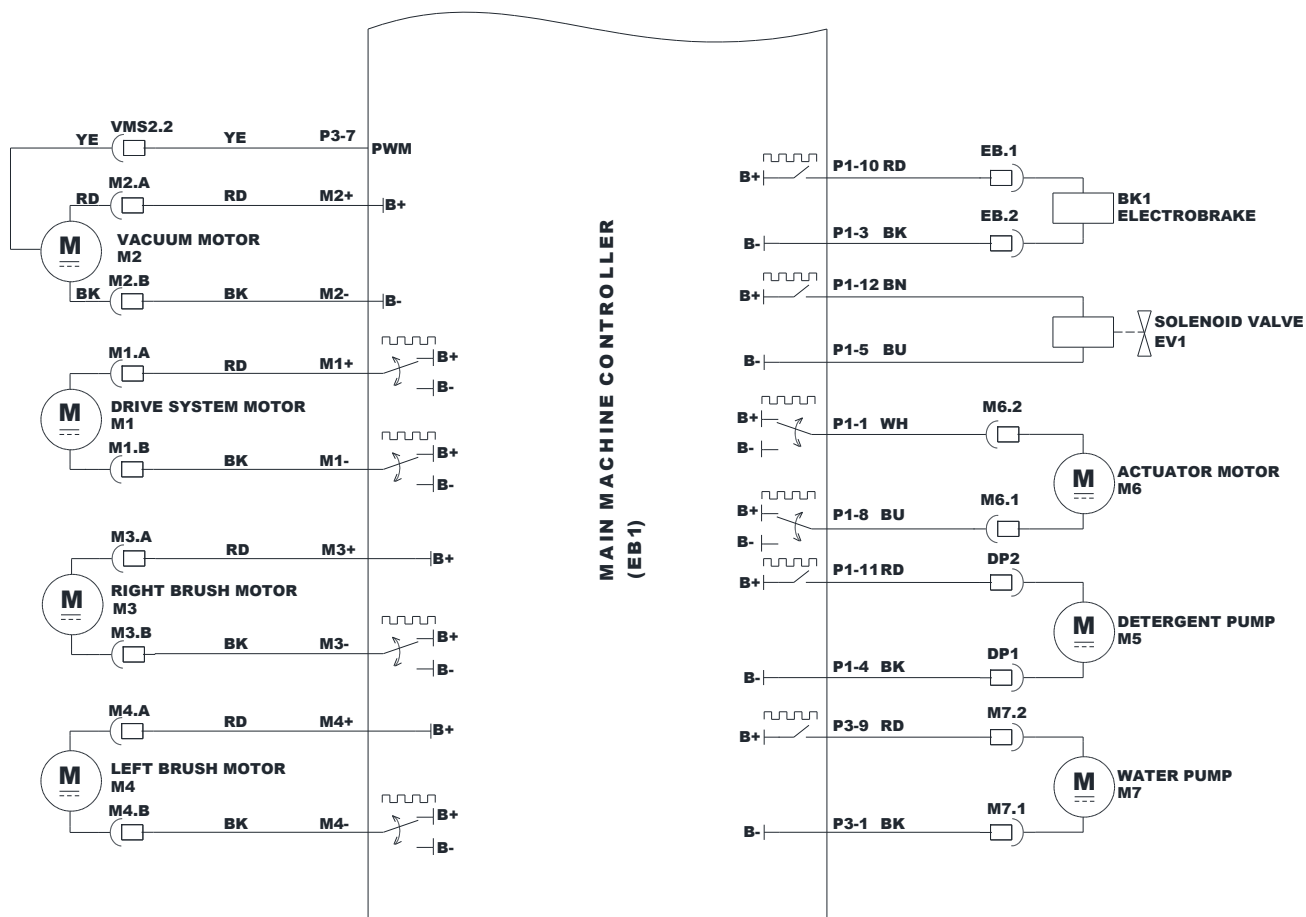 VMS2.2
YE
YE
P3-7
PWM
M2.A
RD
RD
M2+
B+
VACUUM MOTOR
M2
M
M2.B
BK
BK
M2-
B-
M1.A
RD
M1+
B+
B-
M
DRIVE SYSTEM MOTOR
M1
M1.B
BK
M1-
B+
B-
M3.A
RD
M3+
B+
M
RIGHT BRUSH MOTOR
M3
M3.B
BK
M3-
B+
B-
M4.A
RD
M4+
B+
M
LEFT BRUSH MOTOR
M4
M4.B
BK
M4-
B+
B-
MAIN MACHINE CONTROLLER
(EB1)
B+
P1-10 RD
EB.1
BK1
ELECTROBRAKE
B-
P1-3 BK
EB.2
B+
P1-12 BN
SOLENOID VALVE
EV1
B-
P1-5 BU
B+
B-
P1-1 WH
M6.2
M
ACTUATOR MOTOR
M6
B+
B-
P1-8 BU
M6.1
B+
P1-11 RD
DP2
M
DETERGENT PUMP
M5
B-
P1-4 BK
DP1
B+
P3-9 RD
M7.2
M
WATER PUMP
M7
B-
P3-1 BK
M7.1